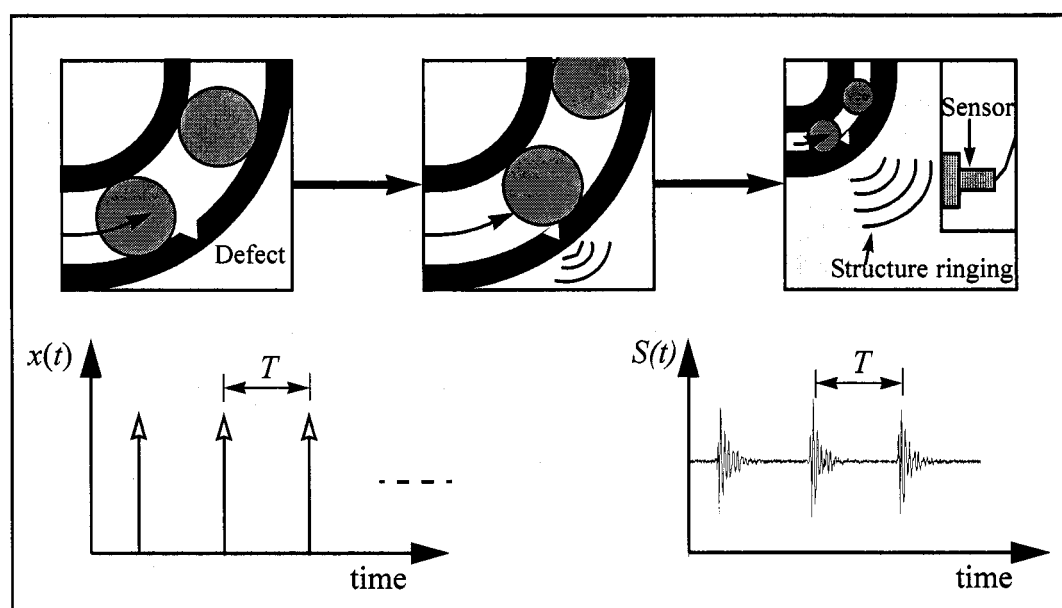 Sensor
Defect
Structure ringing
x(t)
T
time
S(t)
T
time